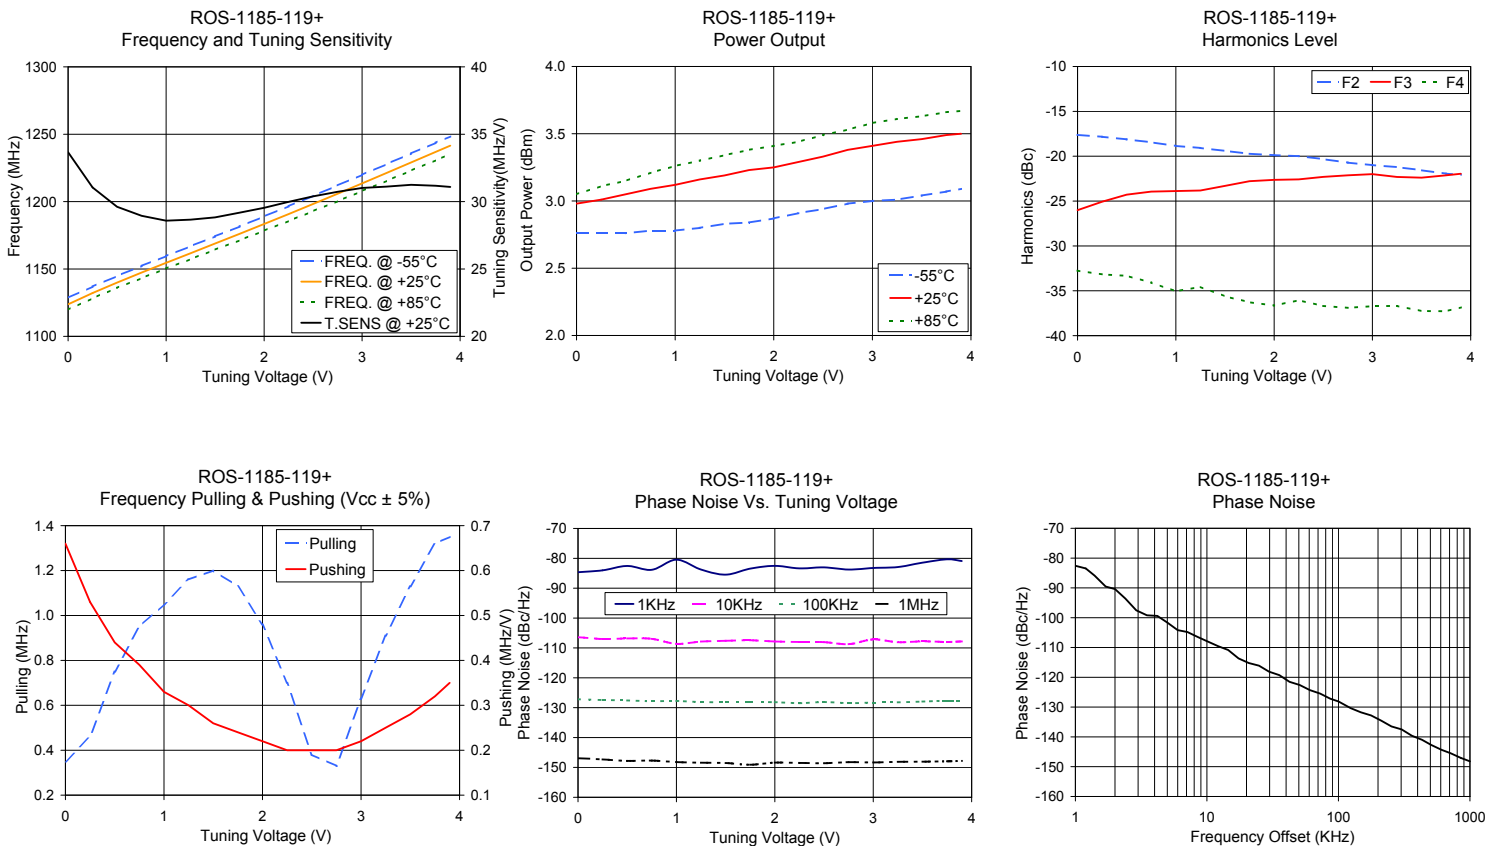 ROS-1185-119+
Frequency and Tuning Sensitivity
1300
1250
1200
1150
1100
40
35
30
25
20
Frequency (MHz)
Tuning Sensitivity(MHz/V)
FREQ. @ -55°C
FREQ. @ +25°C
FREQ. @ +85°C
T.SENS @ +25°C
0 1 2 3 4
Tuning Voltage (V)
ROS-1185-119+
Power Output
4.0
3.5
3.0
2.5
2.0
Output Power (dBm)
-55°C
+25°C
+85°C
0 1 2 3 4
Tuning Voltage (V)
ROS-1185-119+
Harmonics Level
-10
-15
-20
-25
-30
-35
-40
Harmonics (dBc)
F2 F3 F4
0 1 2 3 4
Tuning Voltage (V)
ROS-1185-119+
Frequency Pulling & Pushing (Vcc ± 5%)
1.4
1.2
1.0
0.8
0.6
0.4
0.2
0.7
0.6
0.5
0.4
0.3
0.2
0.1
Pulling (MHz)
Pushing (MHz/V)
Pulling
Pushing
0 1 2 3 4
Tuning Voltage (V)
ROS-1185-119+
Phase Noise Vs. Tuning Voltage
-70
-80
-90
-100
-110
-120
-130
-140
-150
-160
Phase Noise (dBc/Hz)
1KHz 10KHz 100KHz 1MHz
0 1 2 3 4
Tuning Voltage (V)
ROS-1185-119+
Phase Noise
-70
-80
-90
-100
-110
-120
-130
-140
-150
-160
Phase Noise (dBc/Hz)
1 10 100 1000
Frequency Offset (KHz)